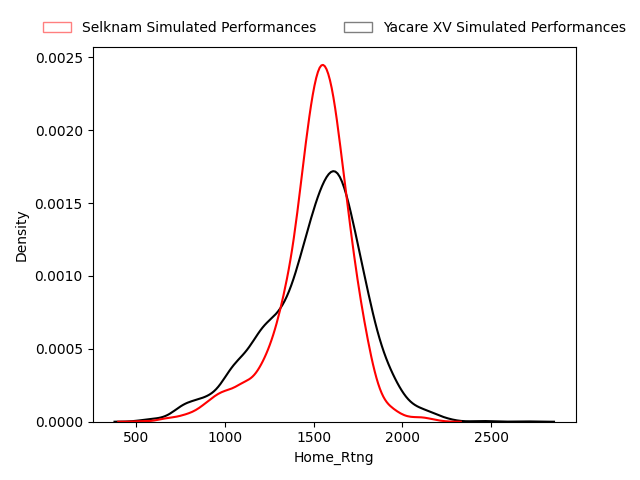 Selknam Simulated Performances Yacare XV Simulated Performances
0.0025
0.0020
0.0015
0.0010
0.0005
0.0000
Density
500 1000 1500 2000 2500
Home_Rtng